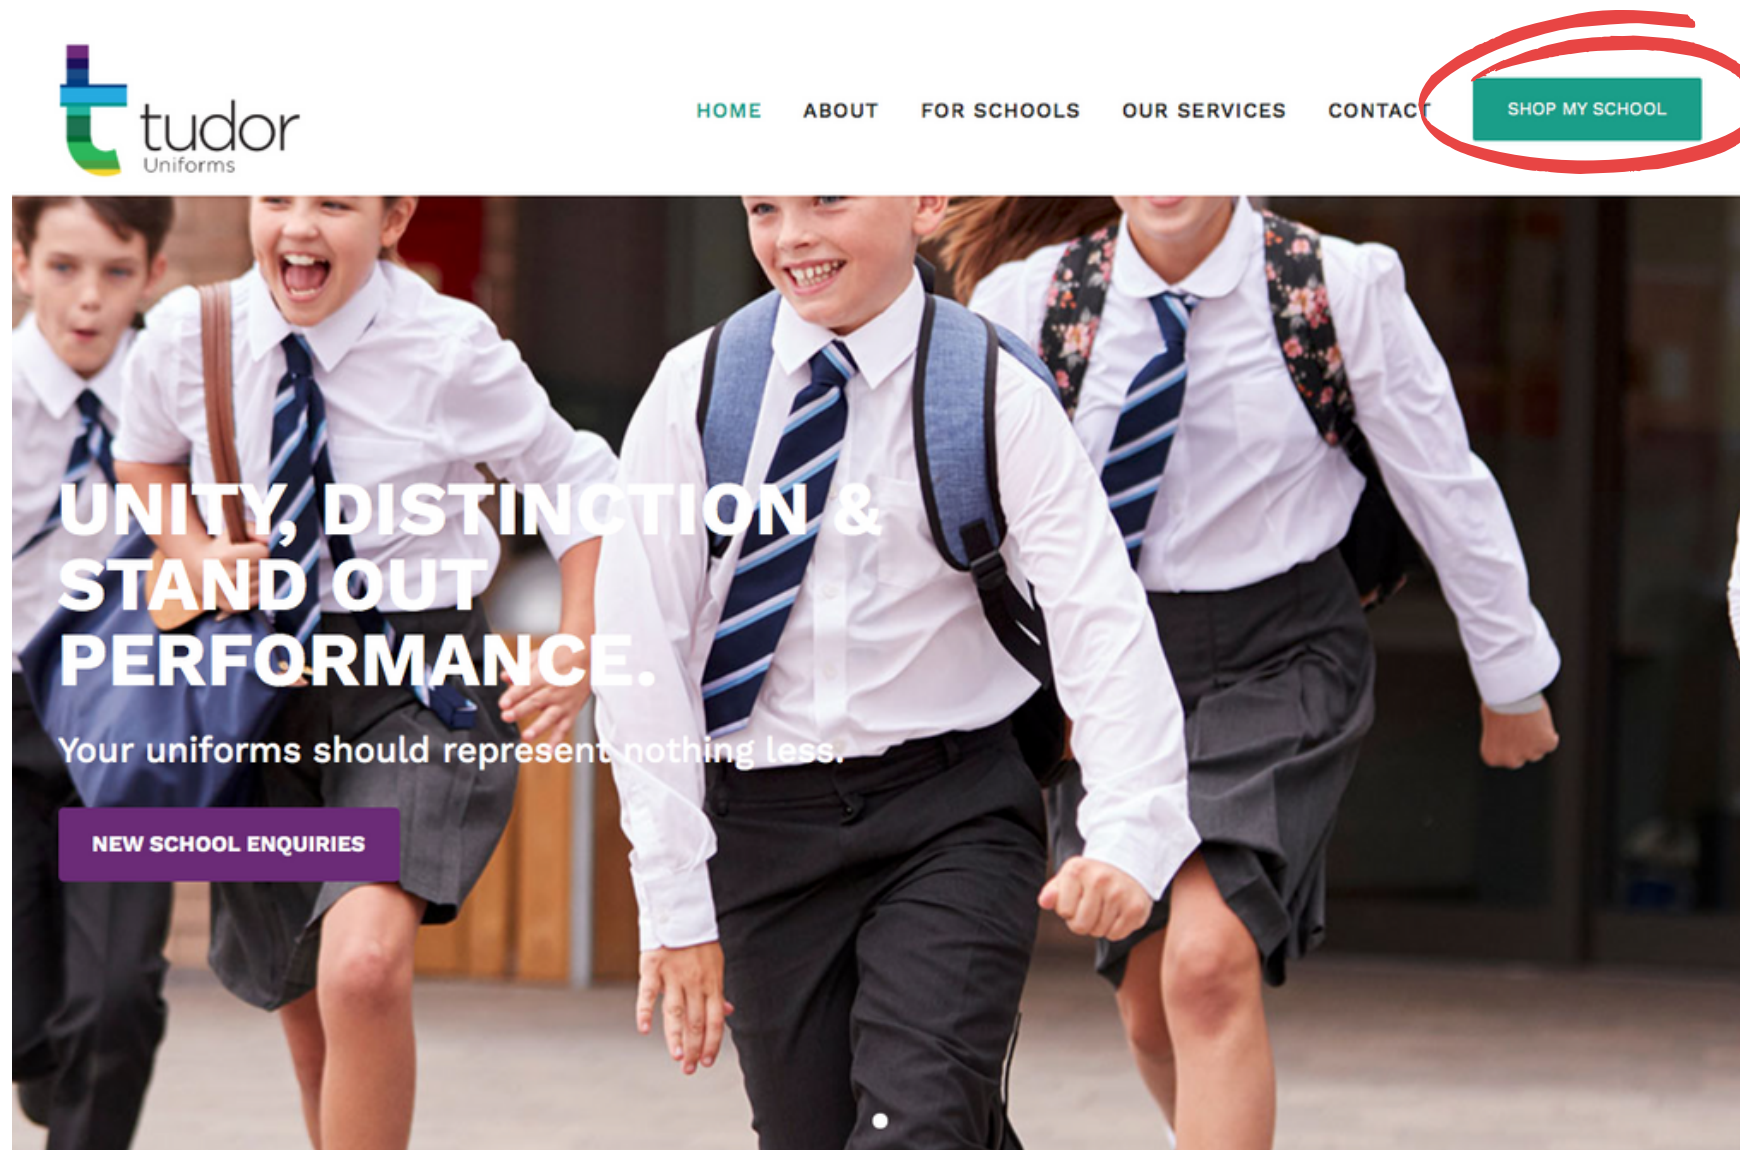 tudor
Uniforms
HOME ABOUT FOR SCHOOLS OUR SERVICES CONTACT SHOP MY SCHOOL
UNITY, DISTINCTION &
STAND OUT
PERFORMANCE.
Your uniforms should represent nothing less.
NEW SCHOOL ENQUIRIES